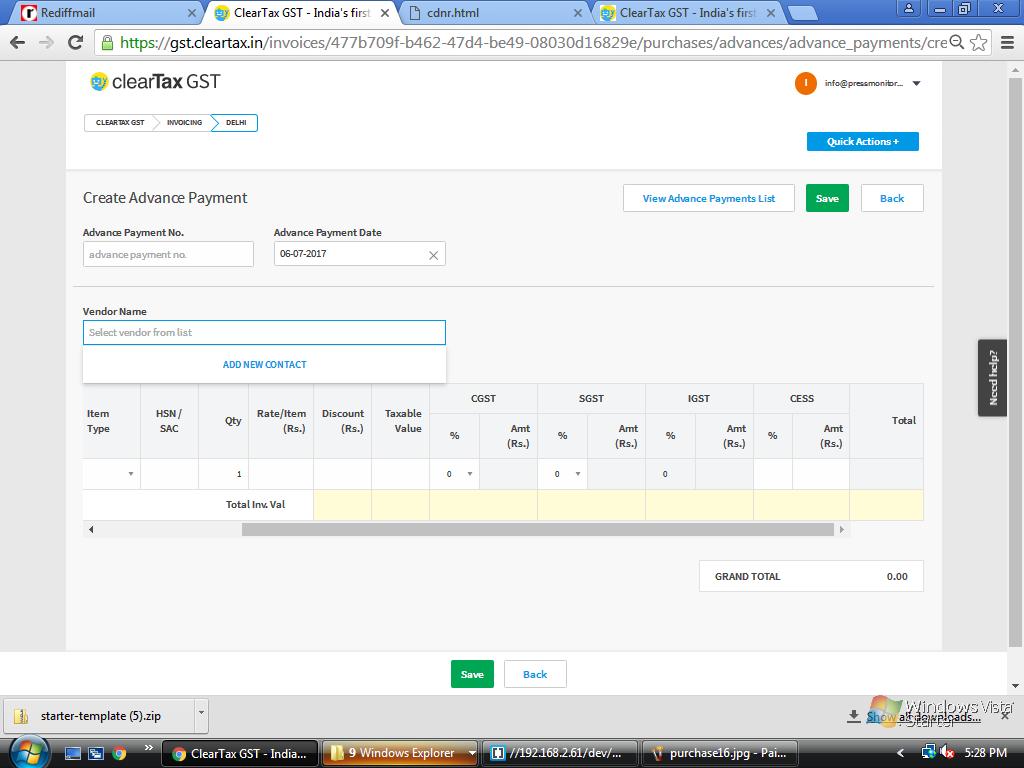 Rediffmail
ClearTax GST - India's first
cdnr.html
ClearTax GST - India's first
https://gst.cleartax.in/invoices/477b709f-b462-47d4-be49-08030d16829e/purchases/advances/advance_payments/cre
clearTax GST
I
info@pressmonitor...
CLEARTAX GST
INVOICING
DELHI
Quick Actions +
Create Advance Payment
View Advance Payments List
Save
Back
Advance Payment No.
Advance Payment Date
advance payment no.
06-07-2017
Vendor Name
Select vendor from list
ADD NEW CONTACT
Need help?
Item Type
HSN / SAC
Qty
Rate/Item (Rs.)
Discount (Rs.)
Taxable Value
CGST
SGST
IGST
CESS
Total
%
Amt (Rs.)
%
Amt (Rs.)
%
Amt (Rs.)
%
Amt (Rs.)
1
0
0
0
Total Inv. Val
GRAND TOTAL
0.00
Save
Back
starter-template (5).zip
Show all downloads...
Windows Vista
Starter
ClearTax GST - India...
9 Windows Explorer
//192.168.2.61/dev/...
purchase16.jpg - Pai...
5:28 PM